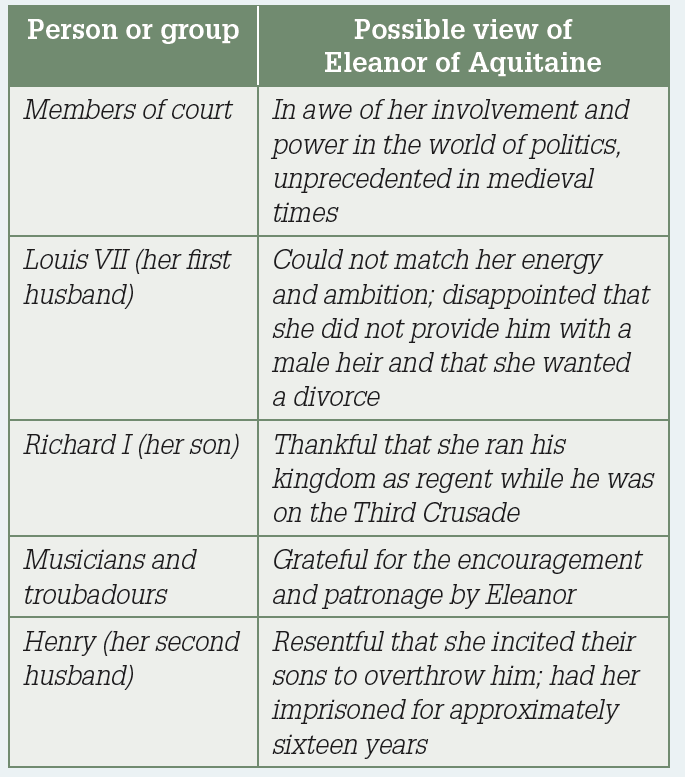 Person or group
Possible view of
Eleanor of Aquitaine
Members of court
In awe of her involvement and
power in the world of politics,
unprecedented in medieval
times
Louis VII (her first
husband)
Could not match her energy
and ambition; disappointed that
she did not provide him with a
male heir and that she wanted
a divorce
Richard I (her son)
Thankful that she ran his
kingdom as regent while he was
on the Third Crusade
Musicians and
troubadours
Grateful for the encouragement
and patronage by Eleanor
Henry (her second
husband)
Resentful that she incited their
sons to overthrow him; had her
imprisoned for approximately
sixteen years